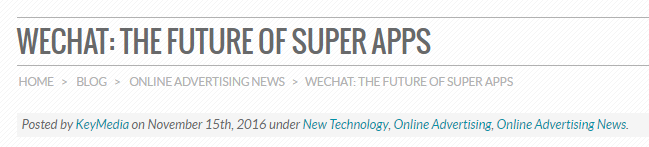 WECHAT: THE FUTURE OF SUPER APPS
HOME > BLOG > ONLINE ADVERTISING NEWS > WECHAT: THE FUTURE OF SUPER APPS
Posted by KeyMedia on November 15th, 2016 under New Technology, Online Advertising, Online Advertising News.